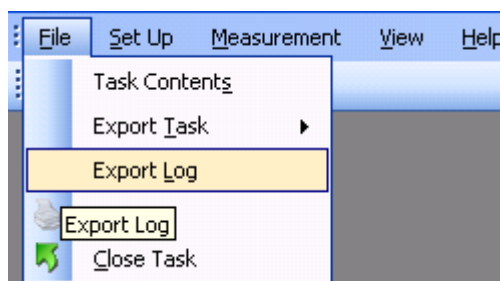 File Set Up Measurement View Help
Task Contents
Export Task
Export Log
Export Log
Close Task